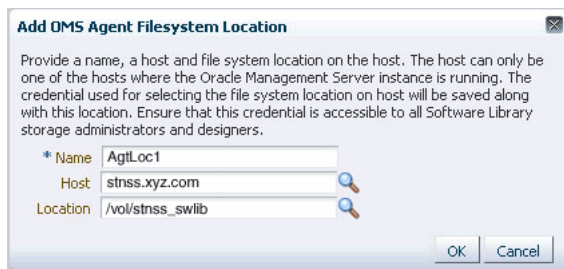 Add OMS Agent Filesystem Location
Provide a name, a host and file system location on the host. The host can only be
one of the hosts where the Oracle Management Server instance is running. The
credential used for selecting the file system location on host will be saved along
with this location. Ensure that this credential is accessible to all Software Library
storage administrators and designers.
* Name AgtLoc1
Host stnss.xyz.com
Location /vol/stnss_swlib
OK Cancel